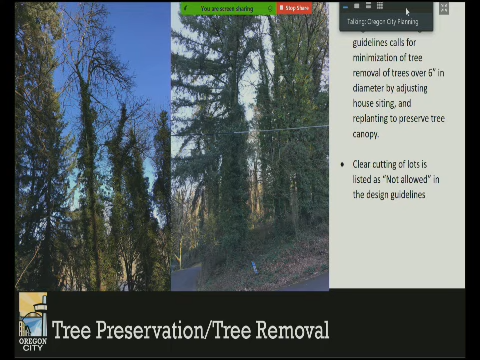 You are screen sharing
Stop Share
Talking: Oregon City Planning
guidelines calls for
minimization of tree
removal of trees over 6" in
diameter by adjusting
house siting, and
replanting to preserve tree
canopy.
• Clear cutting of lots is
listed as "Not allowed" in
the design guidelines
OREGON
CITY
Tree Preservation/Tree Removal